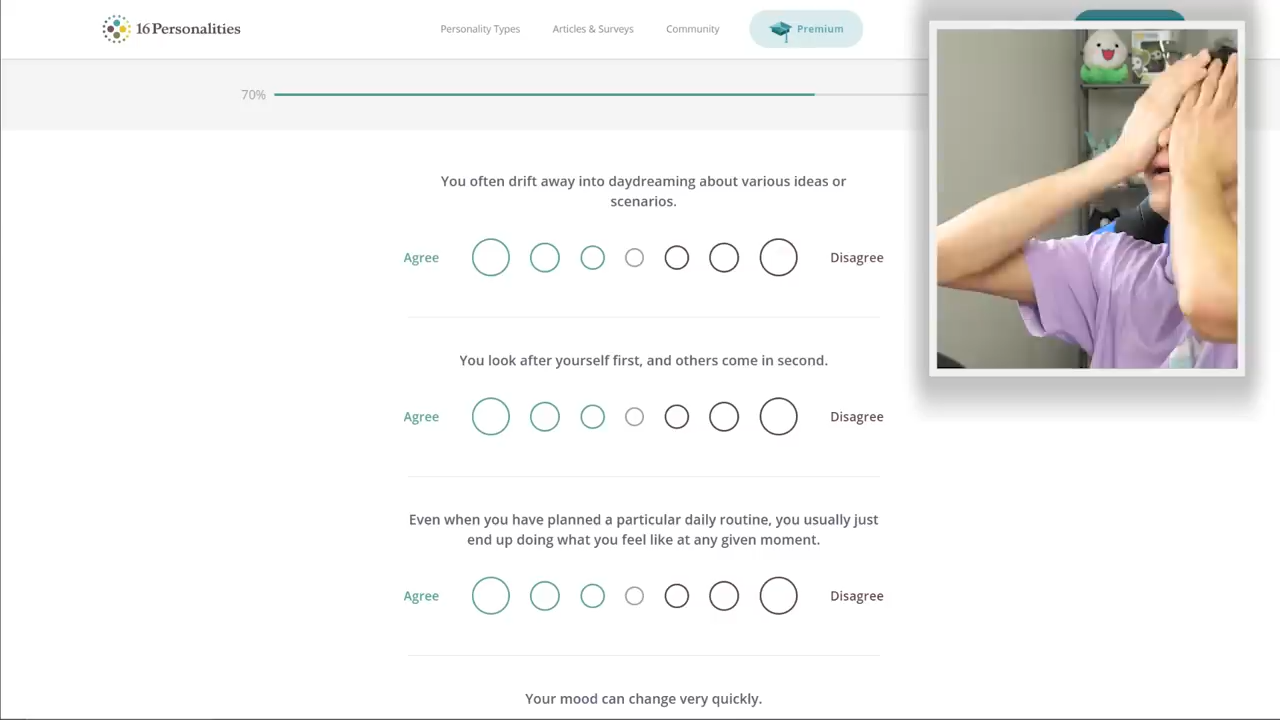 16Personalities
Personality Types
Articles & Surveys
Community
Premium
70%
You often drift away into daydreaming about various ideas or
scenarios.
Agree
Disagree
You look after yourself first, and others come in second.
Agree
Disagree
Even when you have planned a particular daily routine, you usually just
end up doing what you feel like at any given moment.
Agree
Disagree
Your mood can change very quickly.